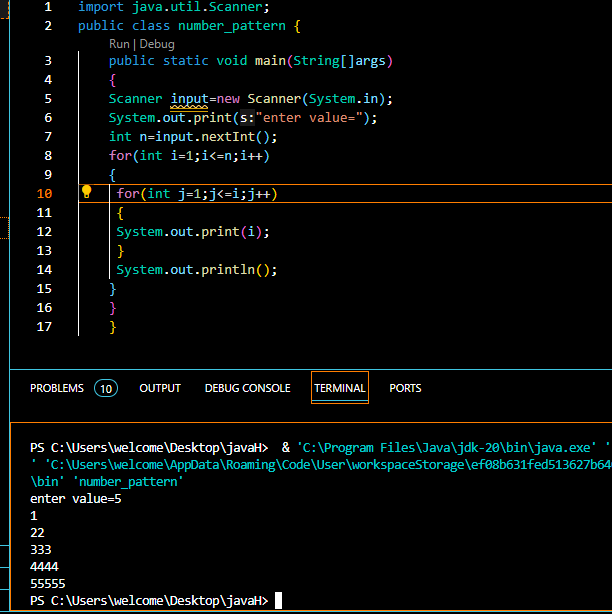 1 import java.util.Scanner;
2 public class number_pattern {
Run | Debug
3 public static void main(String[]args)
4 {
5 Scanner input=new Scanner(System.in);
6 System.out.print(s:"enter value=");
7 int n=input.nextInt();
8 for(int i=1;i<=n;i++)
9 {
10 for(int j=1;j<=i;j++)
11 {
12 System.out.print(i);
13 }
14 System.out.println();
15 }
16 }
17 }
PROBLEMS 10 OUTPUT DEBUG CONSOLE TERMINAL PORTS
PS C:\Users\welcome\Desktop\javaH> & 'C:\Program Files\Java\jdk-20\bin\java.exe' '
' 'C:\Users\welcome\AppData\Roaming\Code\User\workspaceStorage\ef08b631fed513627b64
\bin' 'number_pattern'
enter value=5
1
22
333
4444
55555
PS C:\Users\welcome\Desktop\javaH>